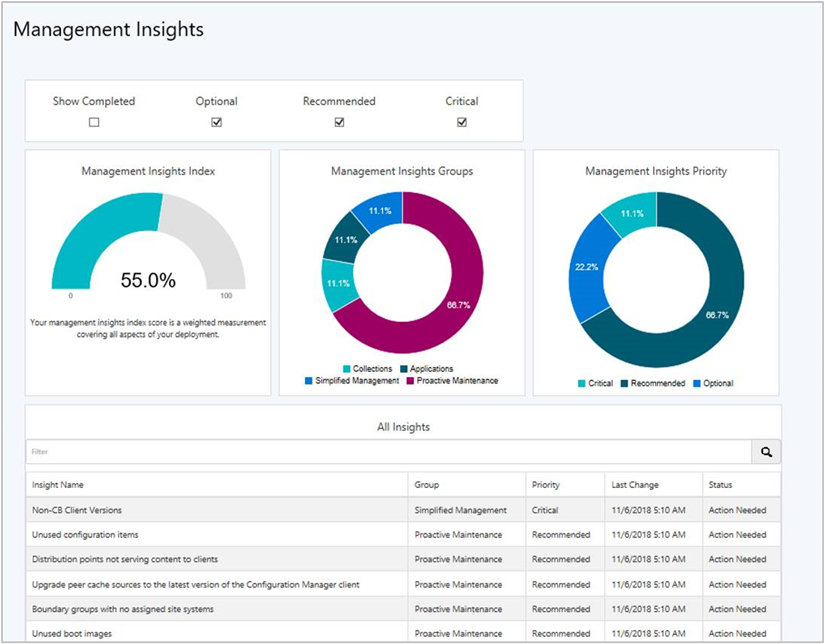 Management Insights
Show Completed Optional Recommended Critical
Management Insights Index
55.0%
0 100
Your management insights index score is a weighted measurement
covering all aspects of your deployment.
Management Insights Groups
11.1%
11.1%
11.1%
66.7%
Collections Applications
Simplified Management Proactive Maintenance
Management Insights Priority
11.1%
22.2%
66.7%
Critical Recommended Optional
All Insights
Filter
Insight Name Group Priority Last Change Status
Non-CB Client Versions Simplified Management Critical 11/6/2018 5:10 AM Action Needed
Unused configuration items Proactive Maintenance Recommended 11/6/2018 5:10 AM Action Needed
Distribution points not serving content to clients Proactive Maintenance Recommended 11/6/2018 5:10 AM Action Needed
Upgrade peer cache sources to the latest version of the Configuration Manager client Proactive Maintenance Recommended 11/6/2018 5:10 AM Action Needed
Boundary groups with no assigned site systems Proactive Maintenance Recommended 11/6/2018 5:10 AM Action Needed
Unused boot images Proactive Maintenance Recommended 11/6/2018 5:10 AM Action Needed